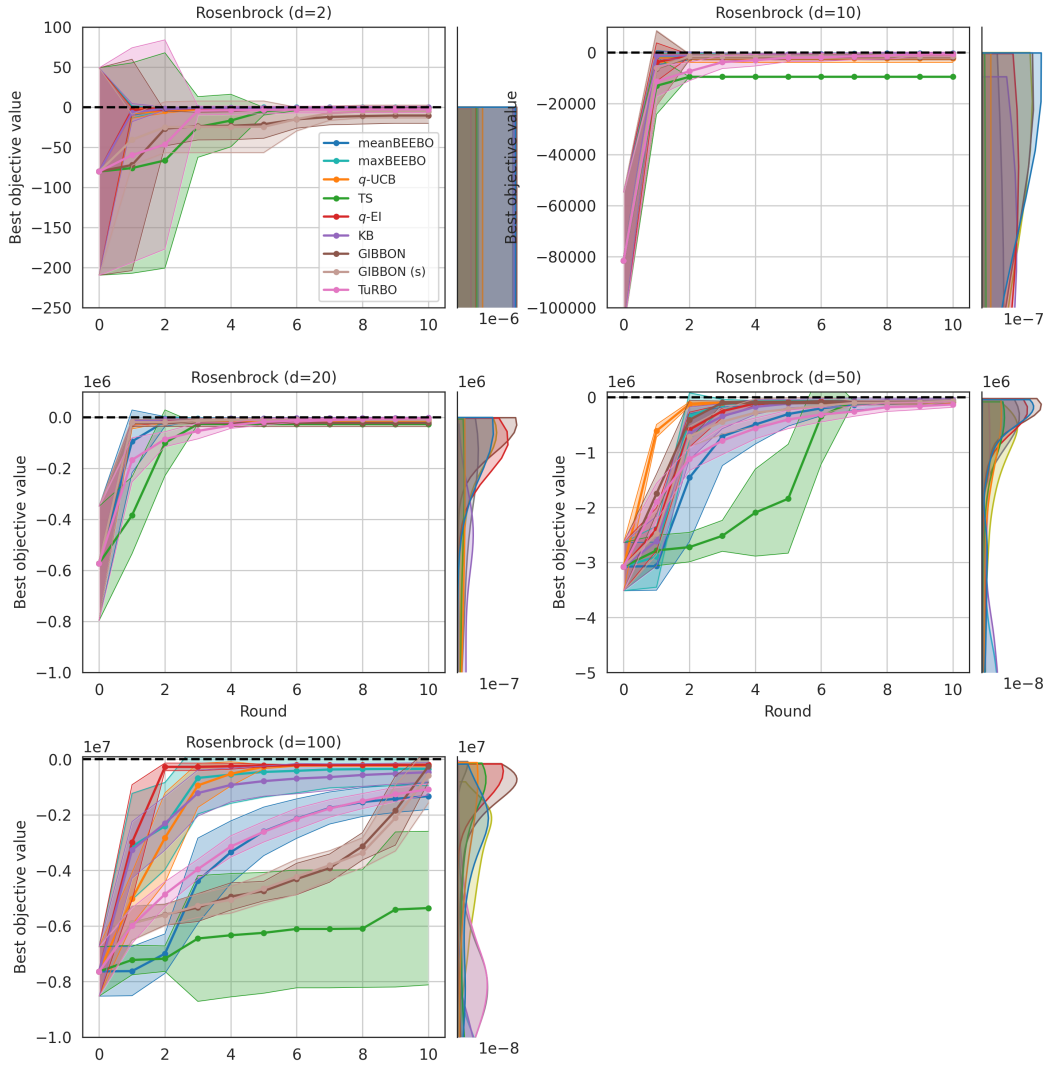 Rosenbrock (d=2)
Best objective value
100
50
0
−50
−100
−150
−200
−250
0 2 4 6 8 10
meanBEEBO
maxBEEBO
q-UCB
TS
q-EI
KB
GIBBON
GIBBON (s)
TuRBO
1e−6
Rosenbrock (d=10)
Best objective value
0
−20000
−40000
−60000
−80000
−100000
0 2 4 6 8 10
1e−7
Rosenbrock (d=20)
1e6
Best objective value
0.0
−0.2
−0.4
−0.6
−0.8
−1.0
0 2 4 6 8 10
Round
1e6
1e−7
Rosenbrock (d=50)
1e6
Best objective value
0
−1
−2
−3
−4
−5
0 2 4 6 8 10
Round
1e6
1e−8
Rosenbrock (d=100)
1e7
Best objective value
0.0
−0.2
−0.4
−0.6
−0.8
−1.0
0 2 4 6 8 10
1e7
1e−8